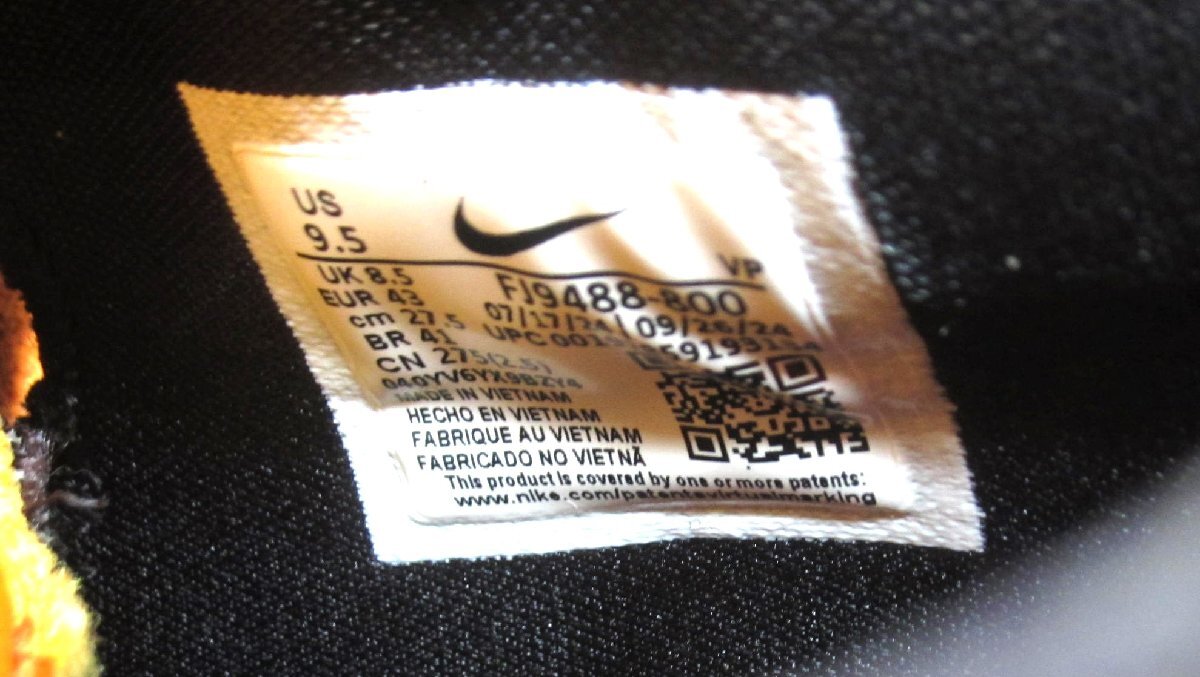 US
9.5
VP
UK 8.5
FJ9488-800
EUR 43
07/17/24 | 09/26/24
cm 27.5
UPC
BR 41
CN 275(2.5)
040YV6YX9B2Y4
MADE IN VIETNAM
HECHO EN VIETNAM
FABRIQUE AU VIETNAM
FABRICADO NO VIETNÃ
This product is covered by one or more patents:
www.nike.com/patentsvirtualmarking